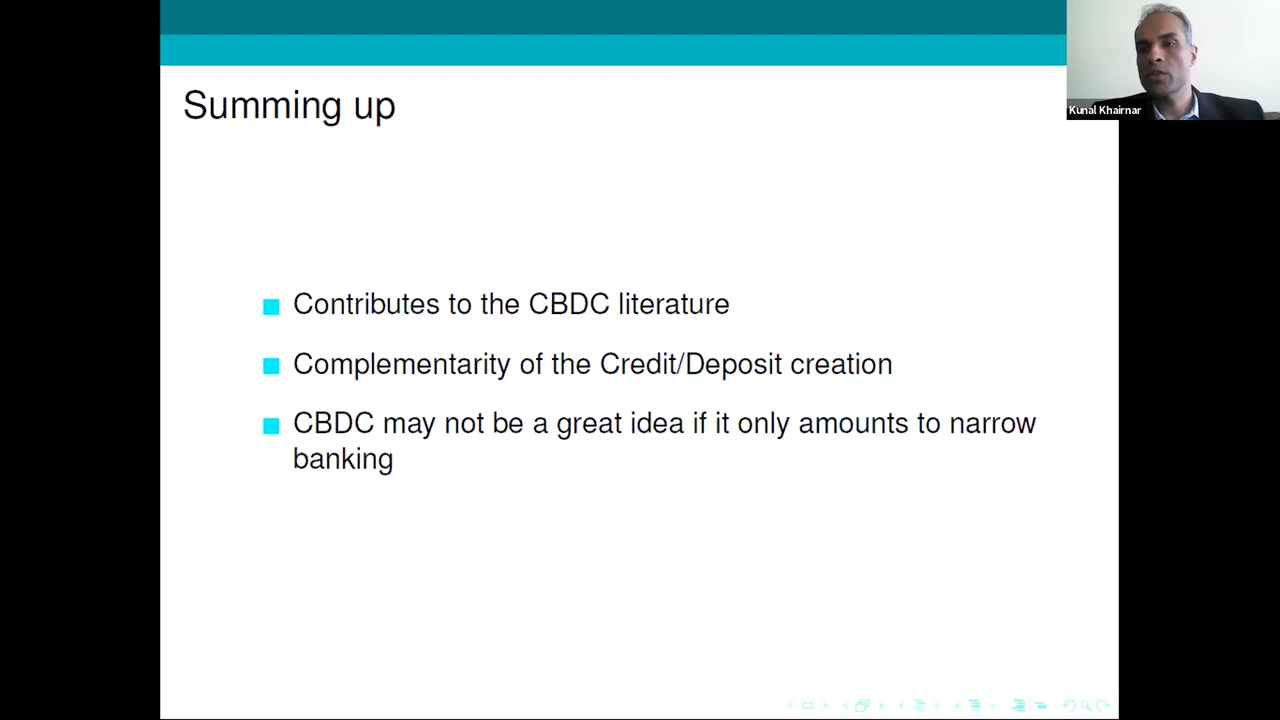 Summing up
Kunal Khairnar
Contributes to the CBDC literature
Complementarity of the Credit/Deposit creation
CBDC may not be a great idea if it only amounts to narrow
banking